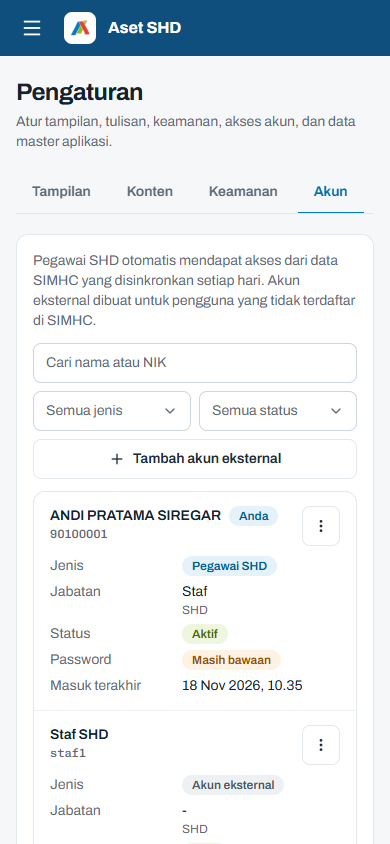 Aset SHD
Pengaturan
Atur tampilan, tulisan, keamanan, akses akun, dan data
master aplikasi.
Tampilan Konten Keamanan Akun
Pegawai SHD otomatis mendapat akses dari data
SIMHC yang disinkronkan setiap hari. Akun
eksternal dibuat untuk pengguna yang tidak terdaftar
di SIMHC.
Cari nama atau NIK
Semua jenis Semua status
+ Tambah akun eksternal
ANDI PRATAMA SIREGAR Anda
90100001
Jenis Pegawai SHD
Jabatan Staf
SHD
Status Aktif
Password Masih bawaan
Masuk terakhir 18 Nov 2026, 10.35
Staf SHD
staf1
Jenis Akun eksternal
Jabatan -
SHD